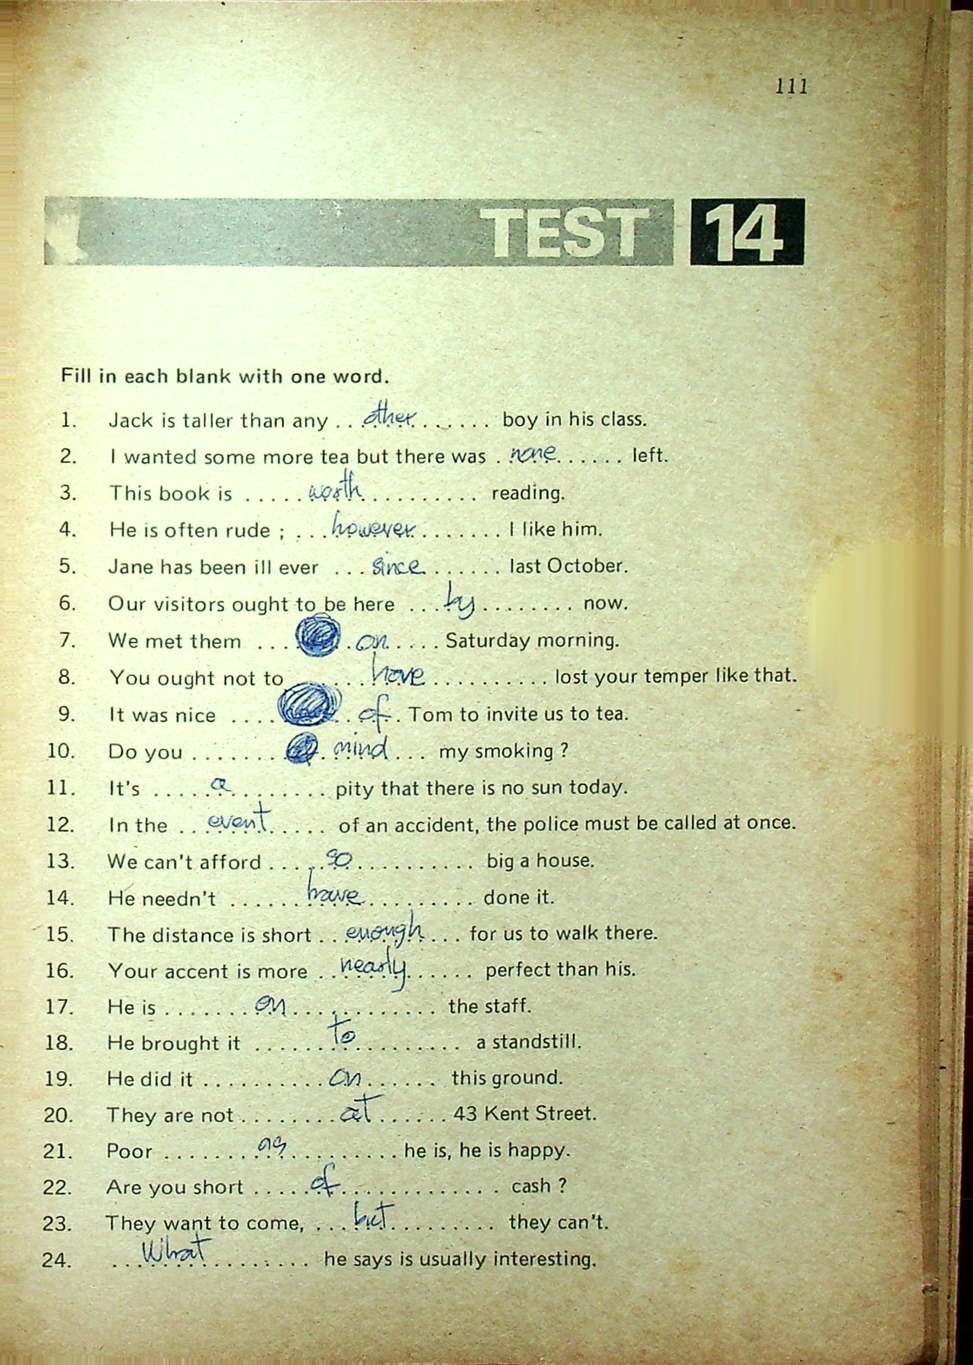 111
TEST 14
Fill in each blank with one word.
1. Jack is taller than any . . other . . . . . . boy in his class.
2. I wanted some more tea but there was . none . . . . . . left.
3. This book is . . . . . worth . . . . . . . . . . reading.
4. He is often rude ; . . . however . . . . . . . I like him.
5. Jane has been ill ever . . . since . . . . . . last October.
6. Our visitors ought to be here . . . by . . . . . . . . now.
7. We met them . . . . on . . . . Saturday morning.
8. You ought not to . . . . . . have . . . . . . . . . . lost your temper like that.
9. It was nice . . . . . . of . Tom to invite us to tea.
10. Do you . . . . . . . . mind . . . my smoking ?
11. It's . . . . . a . . . . . . . . pity that there is no sun today.
12. In the . . . event . . . . . of an accident, the police must be called at once.
13. We can't afford . . . . . so . . . . . . . . . . big a house.
14. He needn't . . . . . . have . . . . . . . . . done it.
15. The distance is short . . enough . . . for us to walk there.
16. Your accent is more . . nearly . . . . . . perfect than his.
17. He is . . . . . . . on . . . . . . . . . . . . the staff.
18. He brought it . . . . . . . to . . . . . . . . . a standstill.
19. He did it . . . . . . . . . . on . . . . . . this ground.
20. They are not . . . . . . . . at . . . . . . 43 Kent Street.
21. Poor . . . . . . . . as . . . . . . . . . he is, he is happy.
22. Are you short . . . . . of . . . . . . . . . . . . . cash ?
23. They want to come, . . . but . . . . . . . . . they can't.
24. . . . What . . . . . . . . . he says is usually interesting.